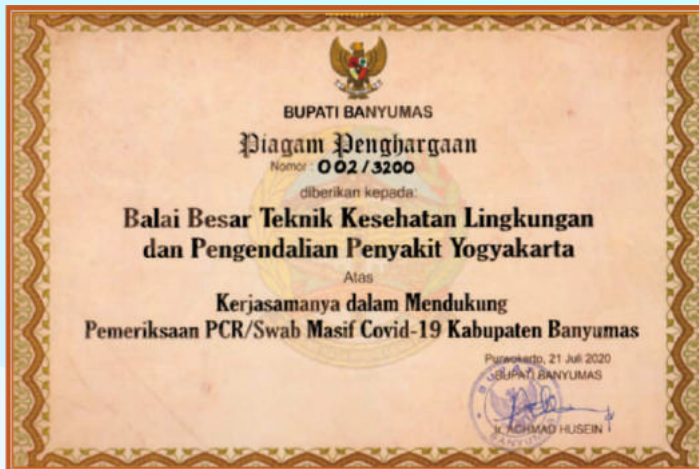 BUPATI BANYUMAS
Piagam Penghargaan
Nomor : 002/3200
diberikan kepada:
Balai Besar Teknik Kesehatan Lingkungan
dan Pengendalian Penyakit Yogyakarta
Atas
Kerjasamanya dalam Mendukung
Pemeriksaan PCR/Swab Masif Covid-19 Kabupaten Banyumas
Purwokerto, 21 Juli 2020
BUPATI BANYUMAS
Ir. ACHMAD HUSEIN
BANYUMAS